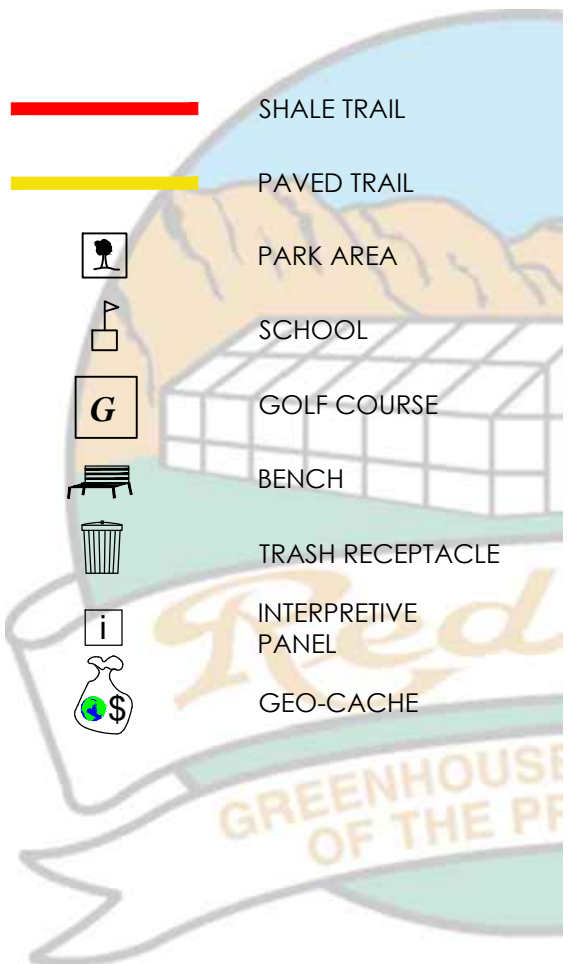 SHALE TRAIL
PAVED TRAIL
PARK AREA
SCHOOL
G
GOLF COURSE
BENCH
TRASH RECEPTACLE
i
INTERPRETIVE
PANEL
$
GEO-CACHE
Red
GREENHOUSE
OF THE PR